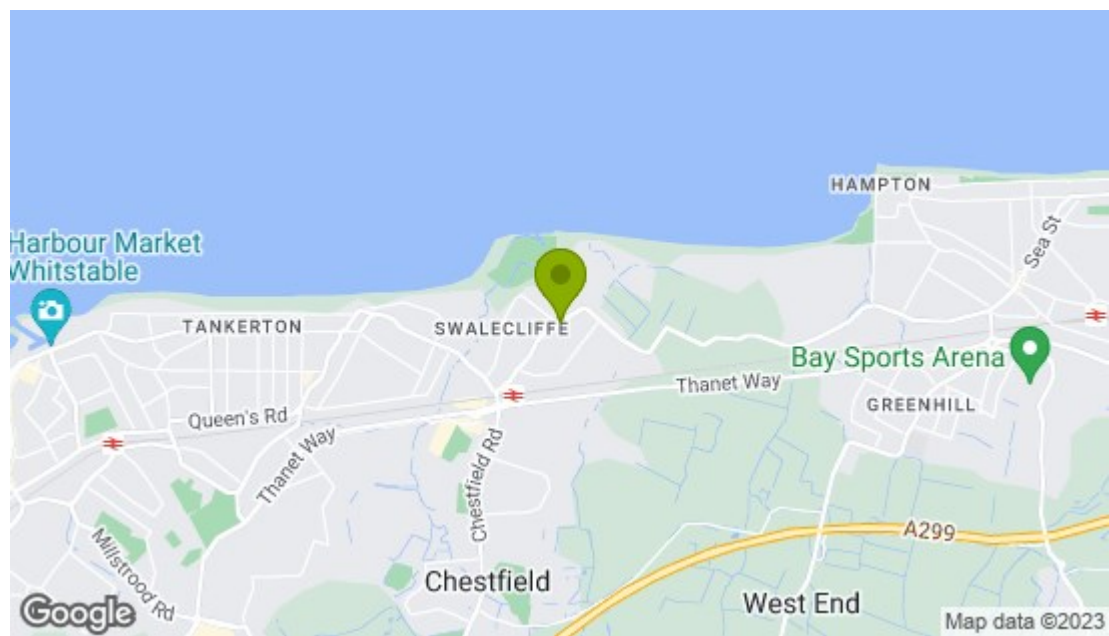 HAMPTON
Sea St
Harbour Market
Whitstable
TANKERTON
SWALECLIFFE
Bay Sports Arena
Thanet Way
GREENHILL
Queen's Rd
Thanet Way
Chestfield Rd
A299
Millstrood Rd
Chestfield
West End
Google
Map data ©2023